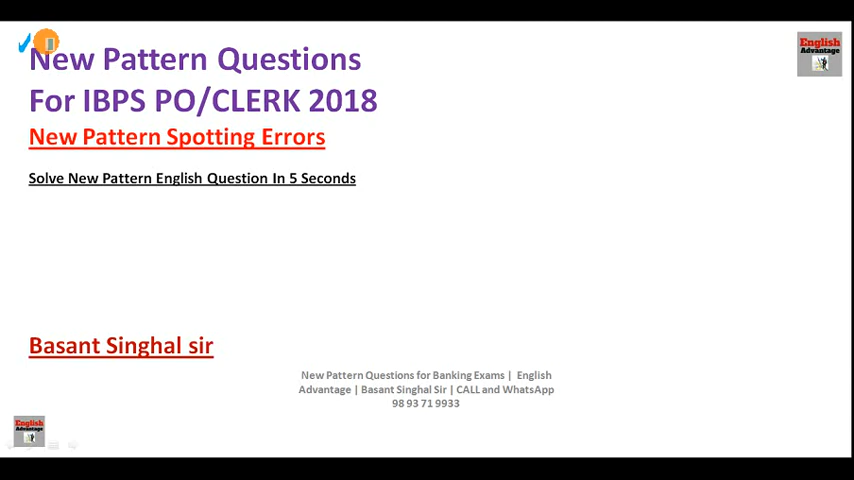 New Pattern Questions
For IBPS PO/CLERK 2018
New Pattern Spotting Errors
Solve New Pattern English Question In 5 Seconds
English
Advantage
Basant Singhal sir
New Pattern Questions for Banking Exams | English
Advantage | Basant Singhal Sir | CALL and WhatsApp
98 93 71 9933
English
Advantage